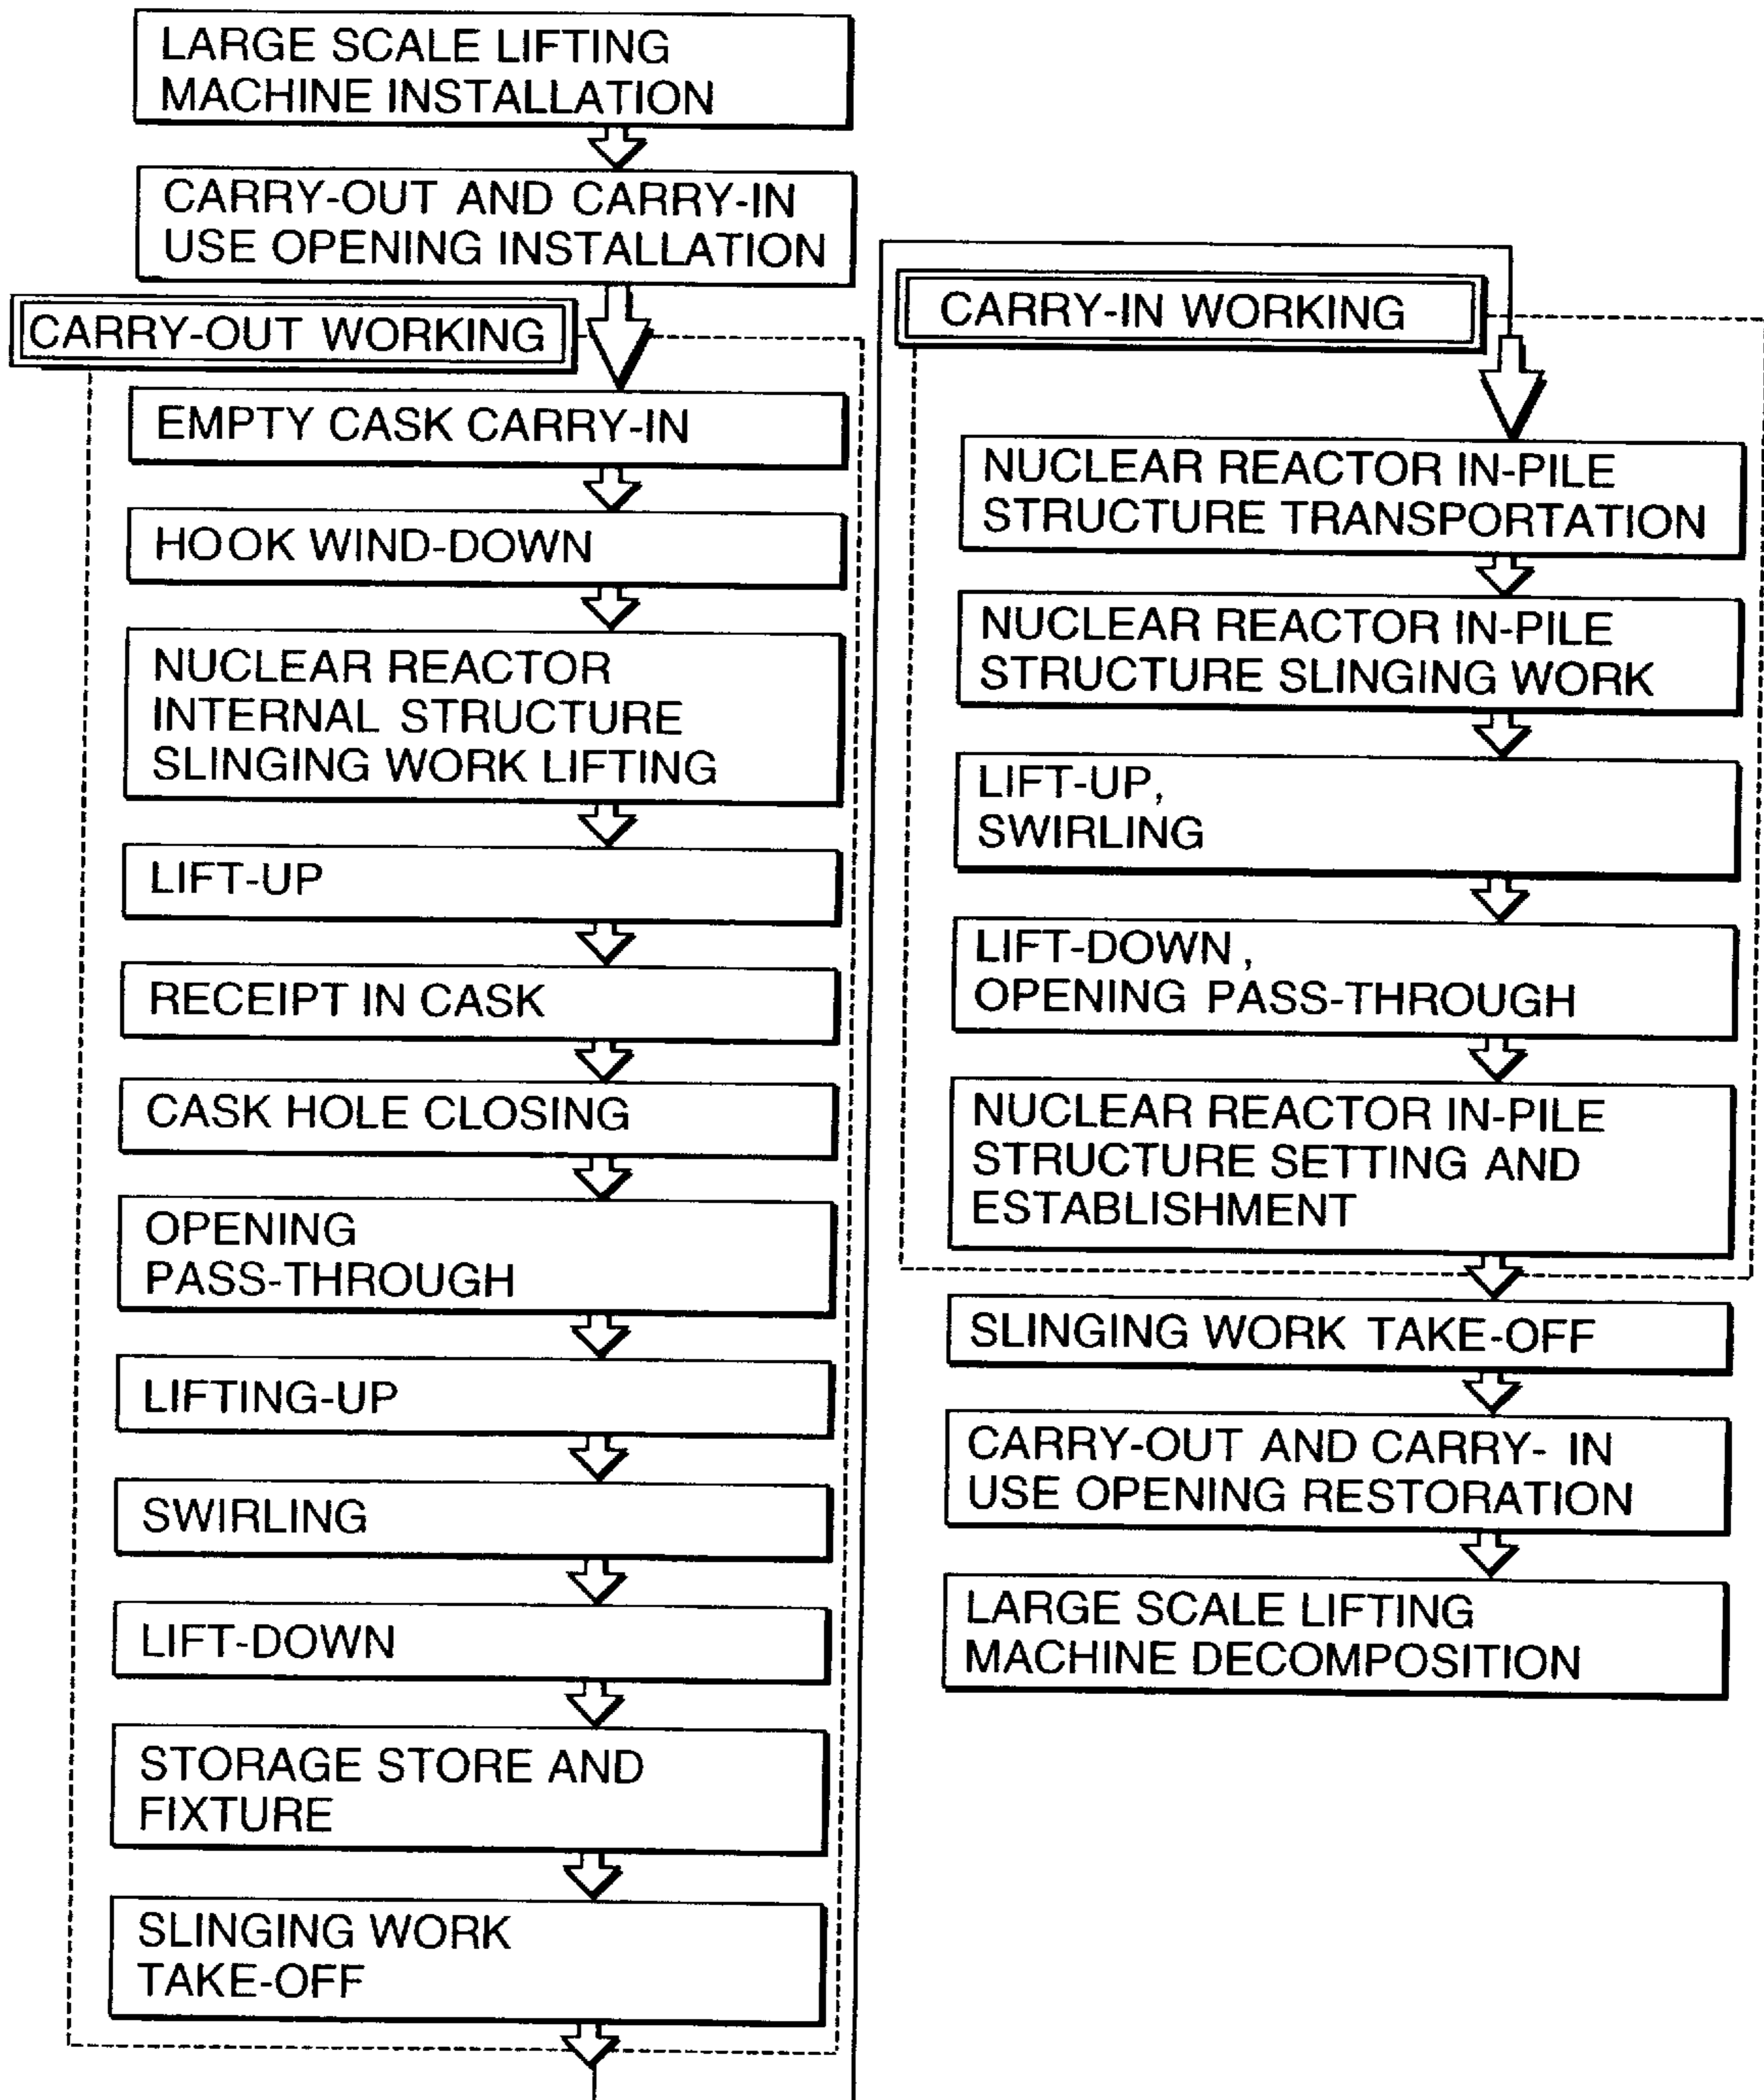 LARGE SCALE LIFTING
MACHINE INSTALLATION
CARRY-OUT AND CARRY-IN
USE OPENING INSTALLATION
CARRY-OUT WORKING
EMPTY CASK CARRY-IN
HOOK WIND-DOWN
NUCLEAR REACTOR
INTERNAL STRUCTURE
SLINGING WORK LIFTING
LIFT-UP
RECEIPT IN CASK
CASK HOLE CLOSING
OPENING
PASS-THROUGH
LIFTING-UP
SWIRLING
LIFT-DOWN
STORAGE STORE AND
FIXTURE
SLINGING WORK
TAKE-OFF
CARRY-IN WORKING
NUCLEAR REACTOR IN-PILE
STRUCTURE TRANSPORTATION
NUCLEAR REACTOR IN-PILE
STRUCTURE SLINGING WORK
LIFT-UP,
SWIRLING
LIFT-DOWN,
OPENING PASS-THROUGH
NUCLEAR REACTOR IN-PILE
STRUCTURE SETTING AND
ESTABLISHMENT
SLINGING WORK TAKE-OFF
CARRY-OUT AND CARRY- IN
USE OPENING RESTORATION
LARGE SCALE LIFTING
MACHINE DECOMPOSITION